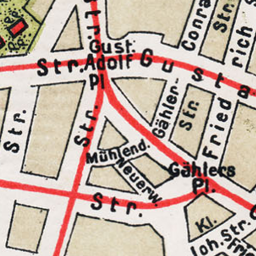 Conra
Str.
rich
Gust.
Adolf
Pl
Str.
Gusta
Gähler-
Str.
Fried
Str.
Str.
Mühlend.
Neuerw.
Gählers
Pl.
Str.
Kl.
Joh.Str.